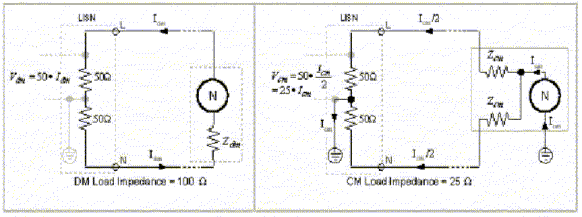 LISN
L
I_dm
V_dm = 50 • I_dm
50Ω
50Ω
N
Z_dm
N
I_dm
DM Load Impedance = 100 Ω
LISN
L
I_cm/2
V_dm = 50 • I_cm/2
= 25 • I_cm
50Ω
I_cm
50Ω
Z_cm
I_cm
Z_cm
N
I_cm
N
I_cm/2
CM Load Impedance = 25 Ω